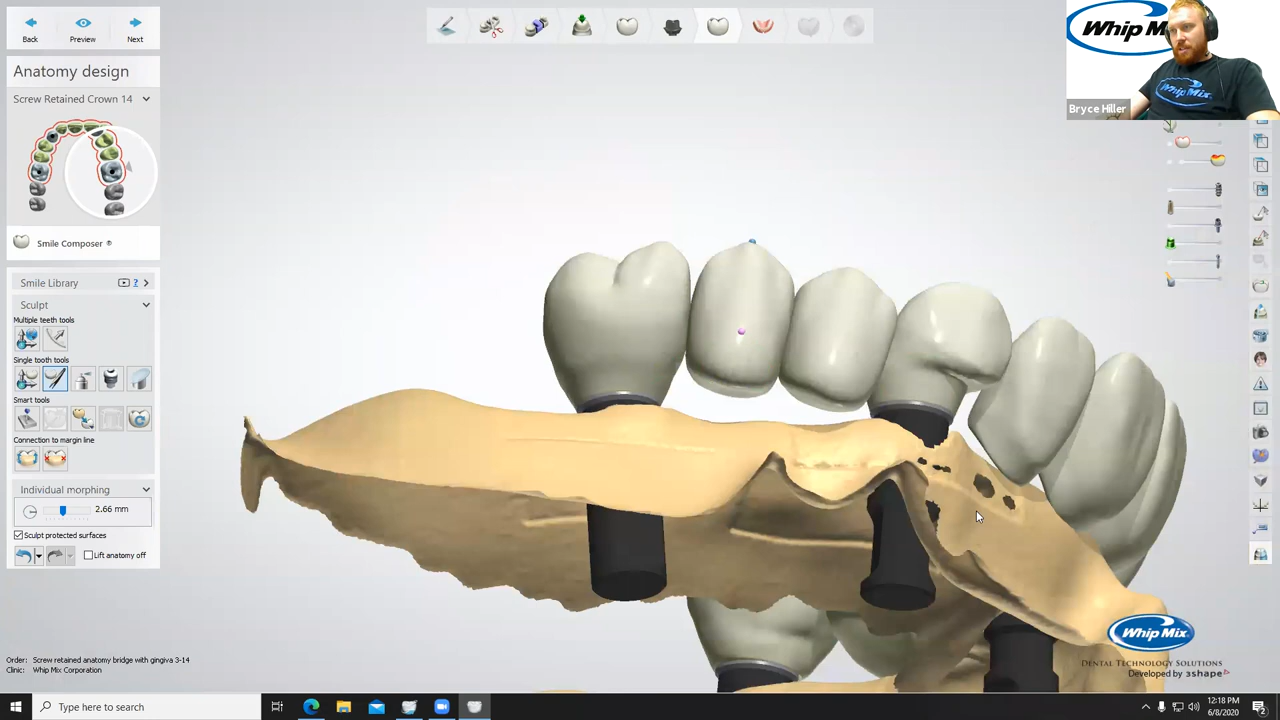 Back
Preview
Next
Anatomy design
Screw Retained Crown 14
Smile Composer ®
Smile Library
?
Sculpt
Multiple teeth tools
Single tooth tools
Smart tools
Connection to margin line
Individual morphing
2.66 mm
Sculpt protected surfaces
Lift anatomy off
Order: Screw retained anatomy bridge with gingiva 3-14
Clinic: Whip Mix Corporation
Whip M
Whip Mix
Bryce Hiller
Whip Mix
DENTAL TECHNOLOGY SOLUTIONS
Developed by 3shape
Type here to search
12:18 PM
6/8/2020
2